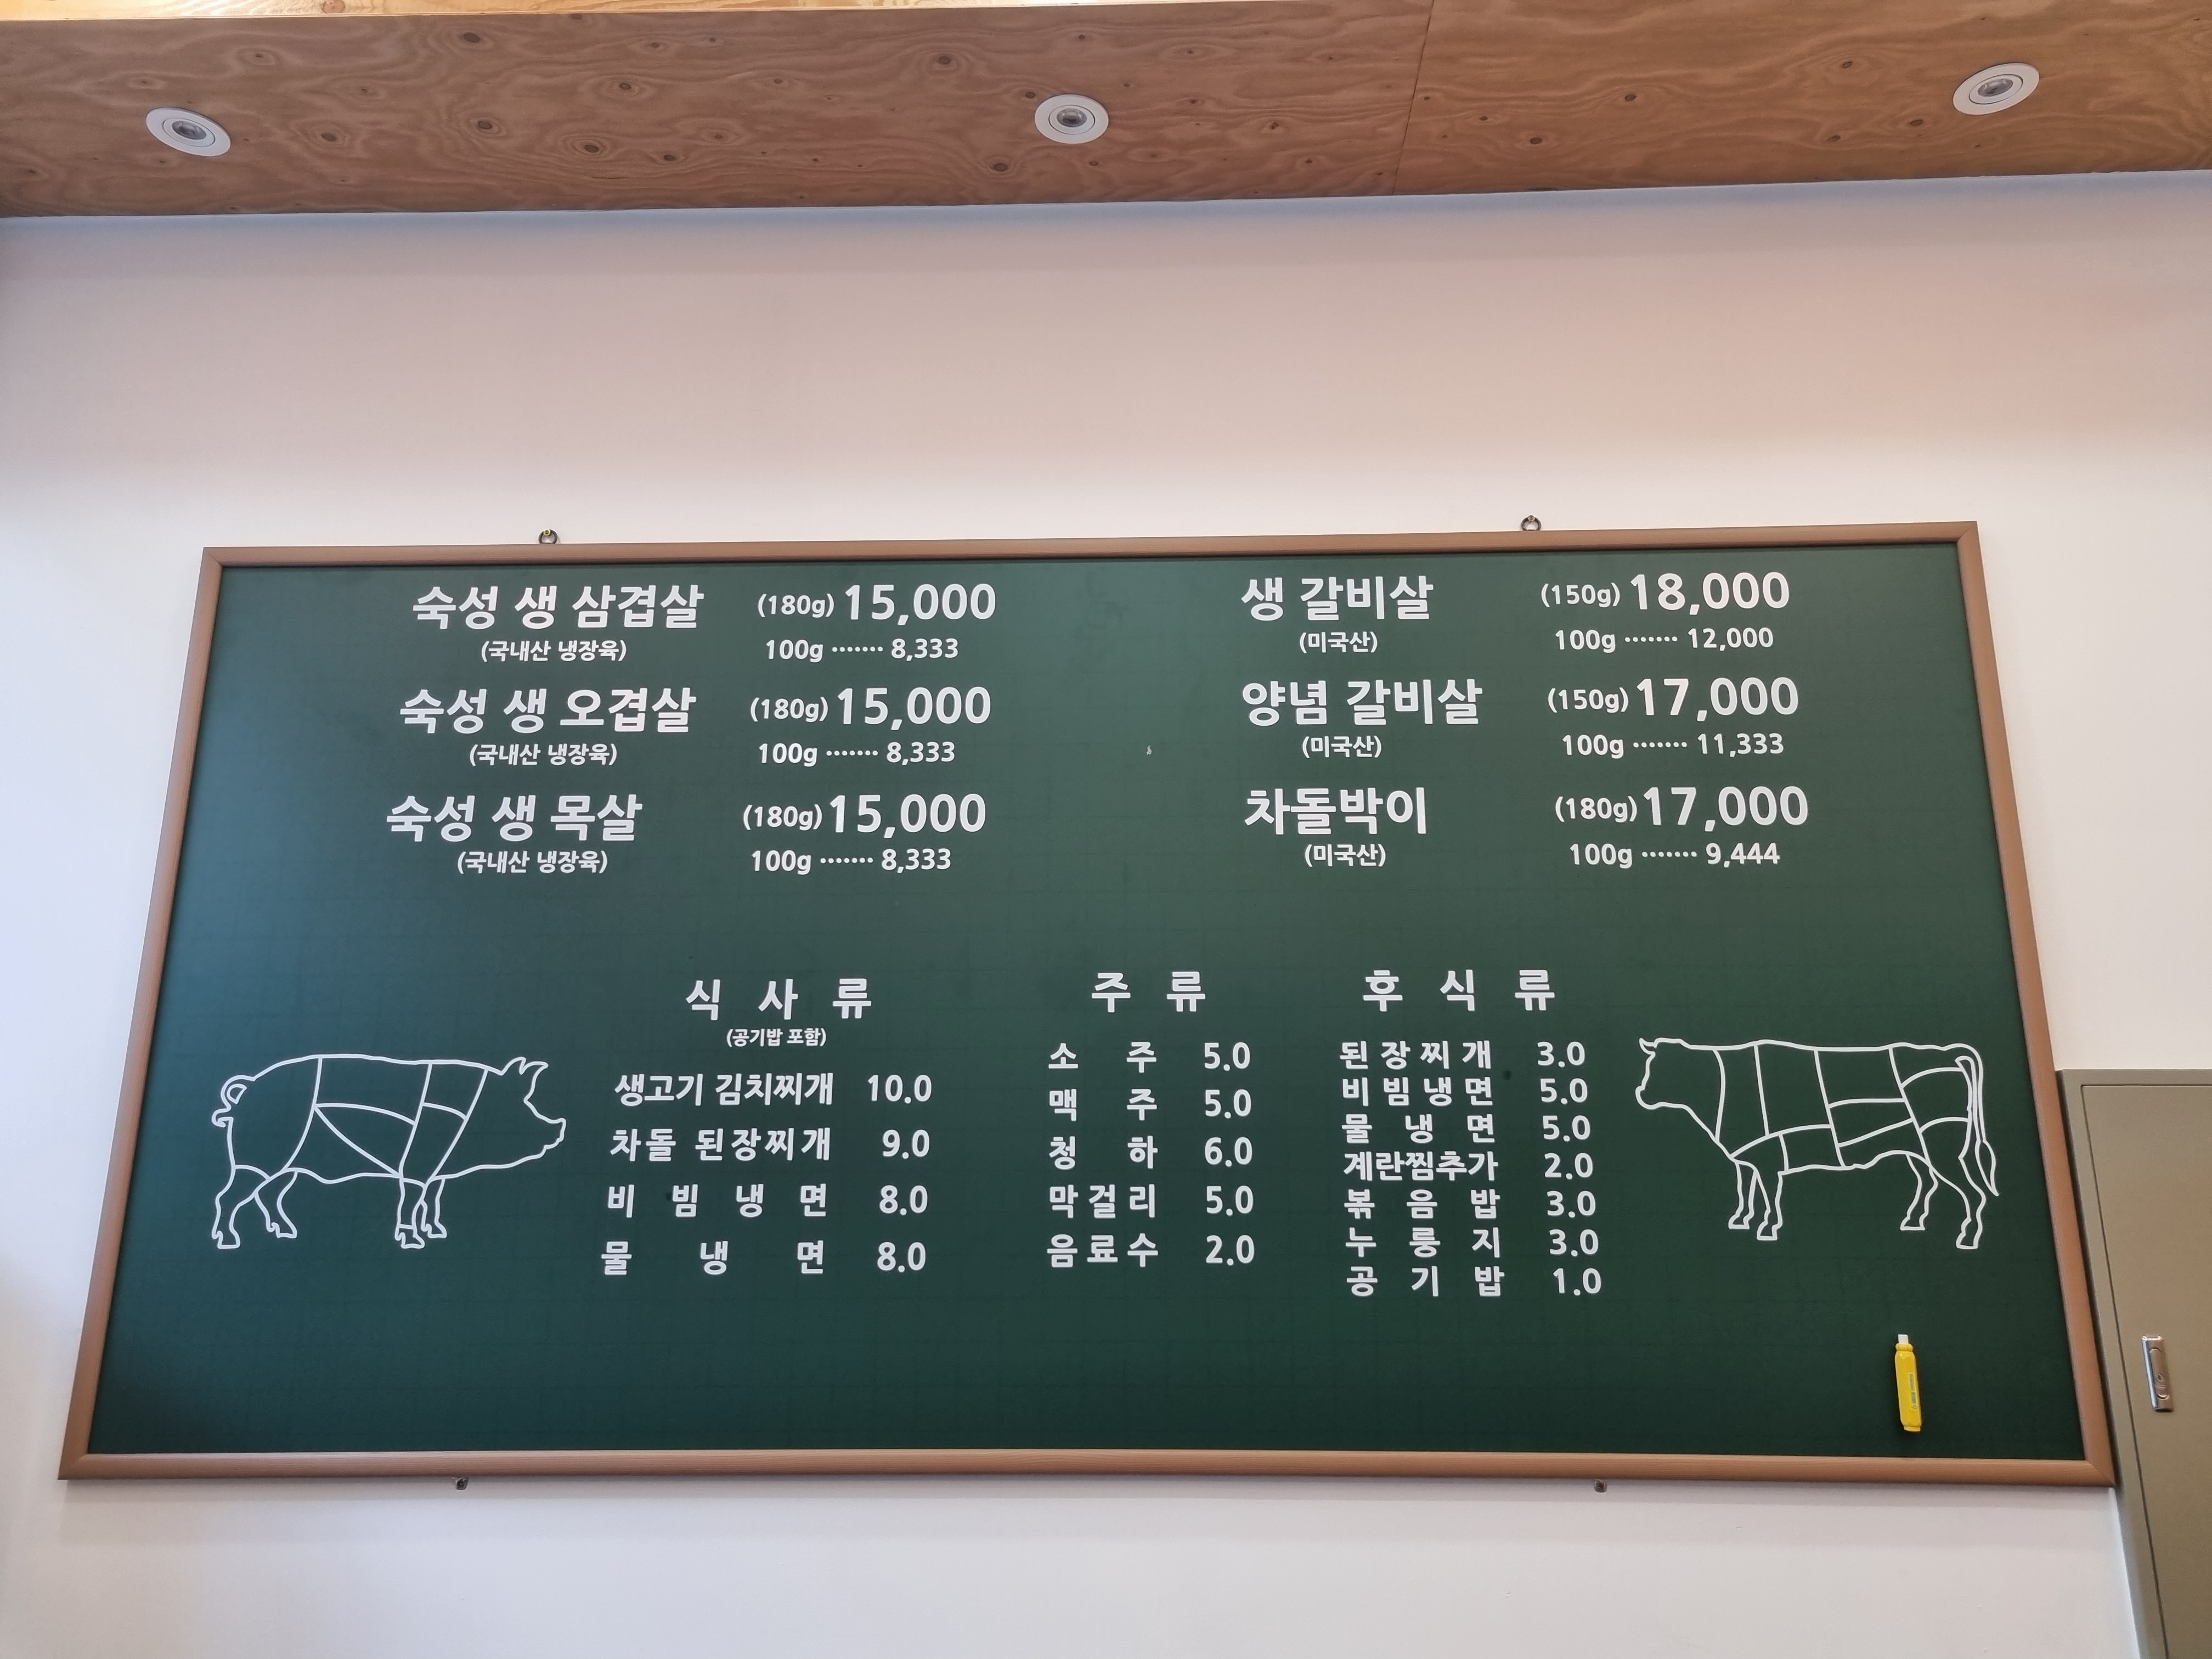 숙성 생 삼겹살 (180g) 15,000
(국내산 냉장육) 100g ······· 8,333
숙성 생 오겹살 (180g) 15,000
(국내산 냉장육) 100g ······· 8,333
숙성 생 목살 (180g) 15,000
(국내산 냉장육) 100g ······· 8,333
생 갈비살 (150g) 18,000
(미국산) 100g ······· 12,000
양념 갈비살 (150g) 17,000
(미국산) 100g ······· 11,333
차돌박이 (180g) 17,000
(미국산) 100g ······· 9,444
식 사 류
(공기밥 포함)
생고기 김치찌개 10.0
차돌 된장찌개 9.0
비 빔 냉 면 8.0
물 냉 면 8.0
주 류
소 주 5.0
맥 주 5.0
청 하 6.0
막걸리 5.0
음료수 2.0
후 식 류
된장찌개 3.0
비빔냉면 5.0
물 냉 면 5.0
계란찜추가 2.0
볶 음 밥 3.0
누 룽 지 3.0
공 기 밥 1.0